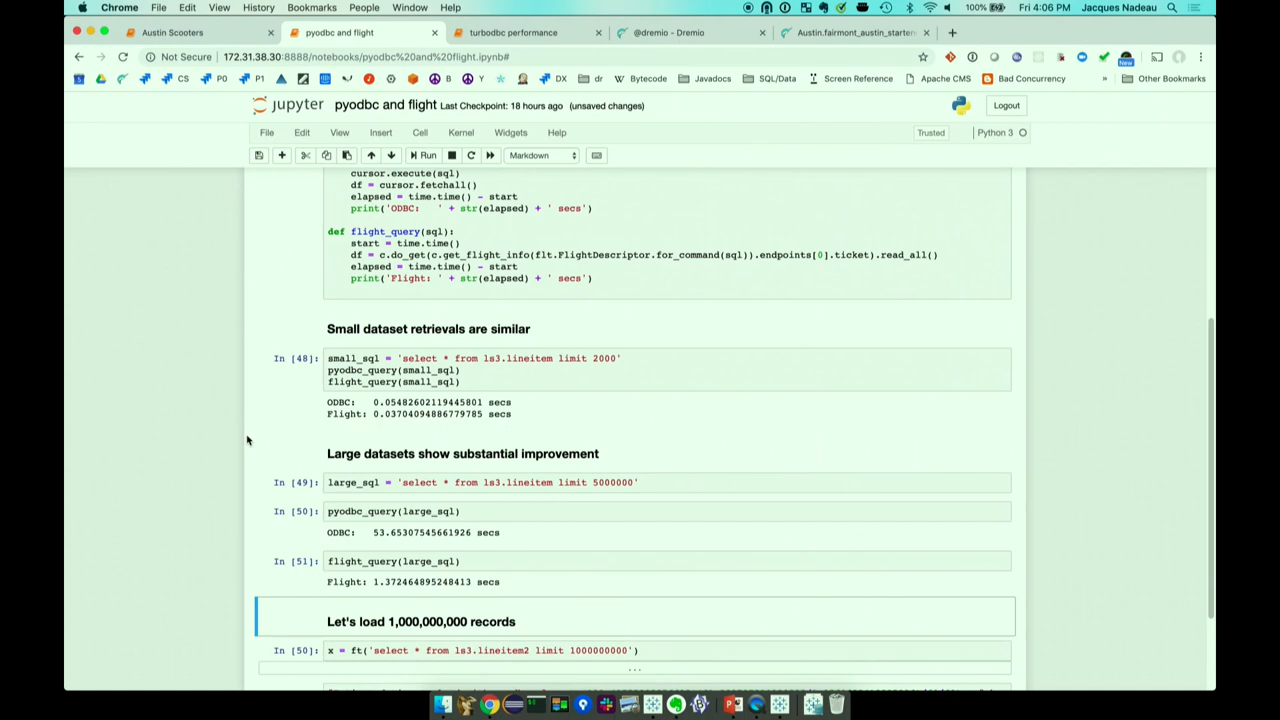 Chrome File Edit View History Bookmarks People Window Help 100% Fri 4:06 PM Jacques Nadeau
Austin Scooters pyodbc and flight turbodbc performance @dremio - Dremio Austin.fairmont_austin_starter
Not Secure 172.31.38.30:8888/notebooks/pyodbc%20and%20flight.ipynb#
CS P0 P1 B Y DX dr Bytecode Javadocs SQL/Data Screen Reference Apache CMS Bad Concurrency » Other Bookmarks
New
jupyter pyodbc and flight Last Checkpoint: 18 hours ago (unsaved changes) Logout
File Edit View Insert Cell Kernel Widgets Help Trusted Python 3
Run Markdown
cursor.execute(sql)
df = cursor.fetchall()
elapsed = time.time() - start
print('ODBC:   ' + str(elapsed) + ' secs')
def flight_query(sql):
start = time.time()
df = c.do_get(c.get_flight_info(flt.FlightDescriptor.for_command(sql)).endpoints[0].ticket).read_all()
elapsed = time.time() - start
print('Flight: ' + str(elapsed) + ' secs')
Small dataset retrievals are similar
In [48]: small_sql = 'select * from ls3.lineitem limit 2000'
pyodbc_query(small_sql)
flight_query(small_sql)
ODBC:   0.05482602119445801 secs
Flight: 0.03704094886779785 secs
Large datasets show substantial improvement
In [49]: large_sql = 'select * from ls3.lineitem limit 5000000'
In [50]: pyodbc_query(large_sql)
ODBC:   53.65307545661926 secs
In [51]: flight_query(large_sql)
Flight: 1.372464895248413 secs
Let's load 1,000,000,000 records
In [50]: x = ft('select * from ls3.lineitem2 limit 1000000000')
...